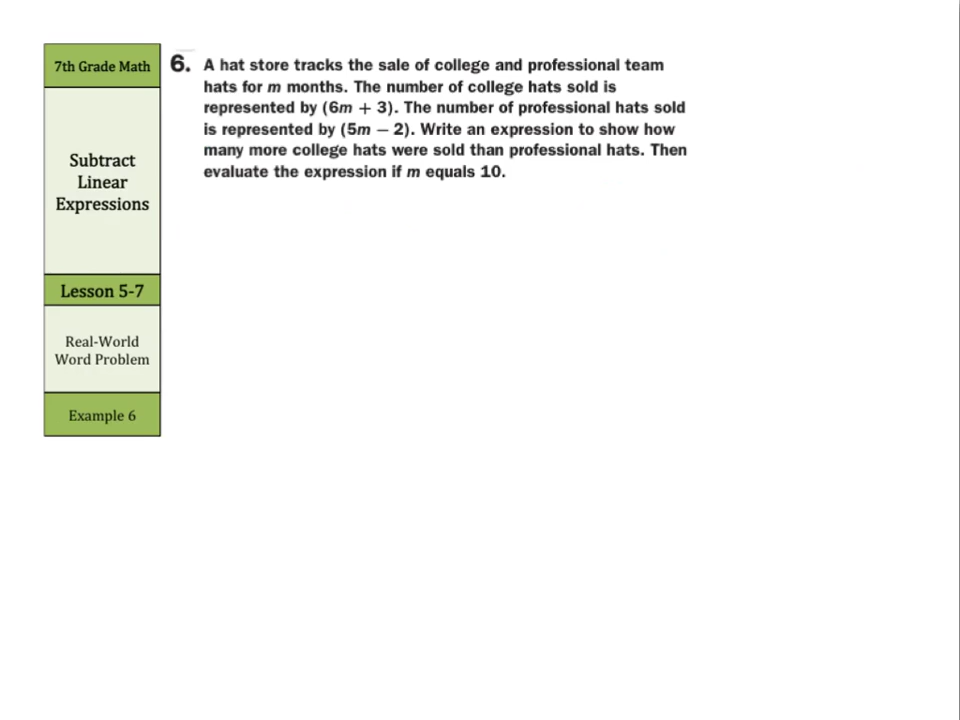 7th Grade Math
Subtract
Linear
Expressions
Lesson 5-7
Real-World
Word Problem
Example 6
6. A hat store tracks the sale of college and professional team
hats for m months. The number of college hats sold is
represented by (6m + 3). The number of professional hats sold
is represented by (5m − 2). Write an expression to show how
many more college hats were sold than professional hats. Then
evaluate the expression if m equals 10.